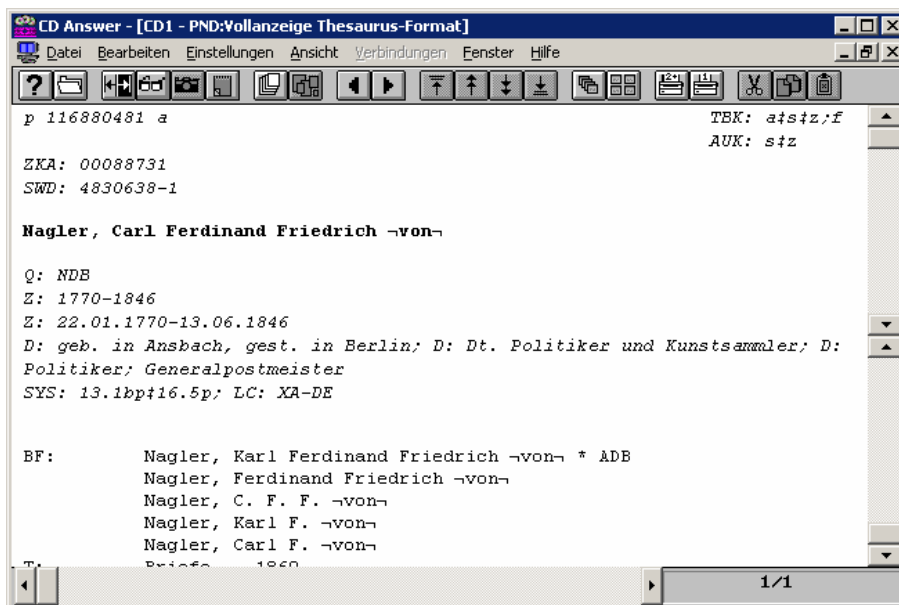 CD Answer - [CD1 - PND:Vollanzeige Thesaurus-Format]
Datei Bearbeiten Einstellungen Ansicht Verbindungen Fenster Hilfe
p 116880481 a TBK: a‡s‡z;f
AUK: s‡z
ZKA: 00088731
SWD: 4830638-1
Nagler, Carl Ferdinand Friedrich ¬von¬
Q: NDB
Z: 1770-1846
Z: 22.01.1770-13.06.1846
D: geb. in Ansbach, gest. in Berlin; D: Dt. Politiker und Kunstsammler; D:
Politiker; Generalpostmeister
SYS: 13.1bp‡16.5p; LC: XA-DE
BF: Nagler, Karl Ferdinand Friedrich ¬von¬ * ADB
Nagler, Ferdinand Friedrich ¬von¬
Nagler, C. F. F. ¬von¬
Nagler, Karl F. ¬von¬
Nagler, Carl F. ¬von¬
T: Briefe 1869
1/1